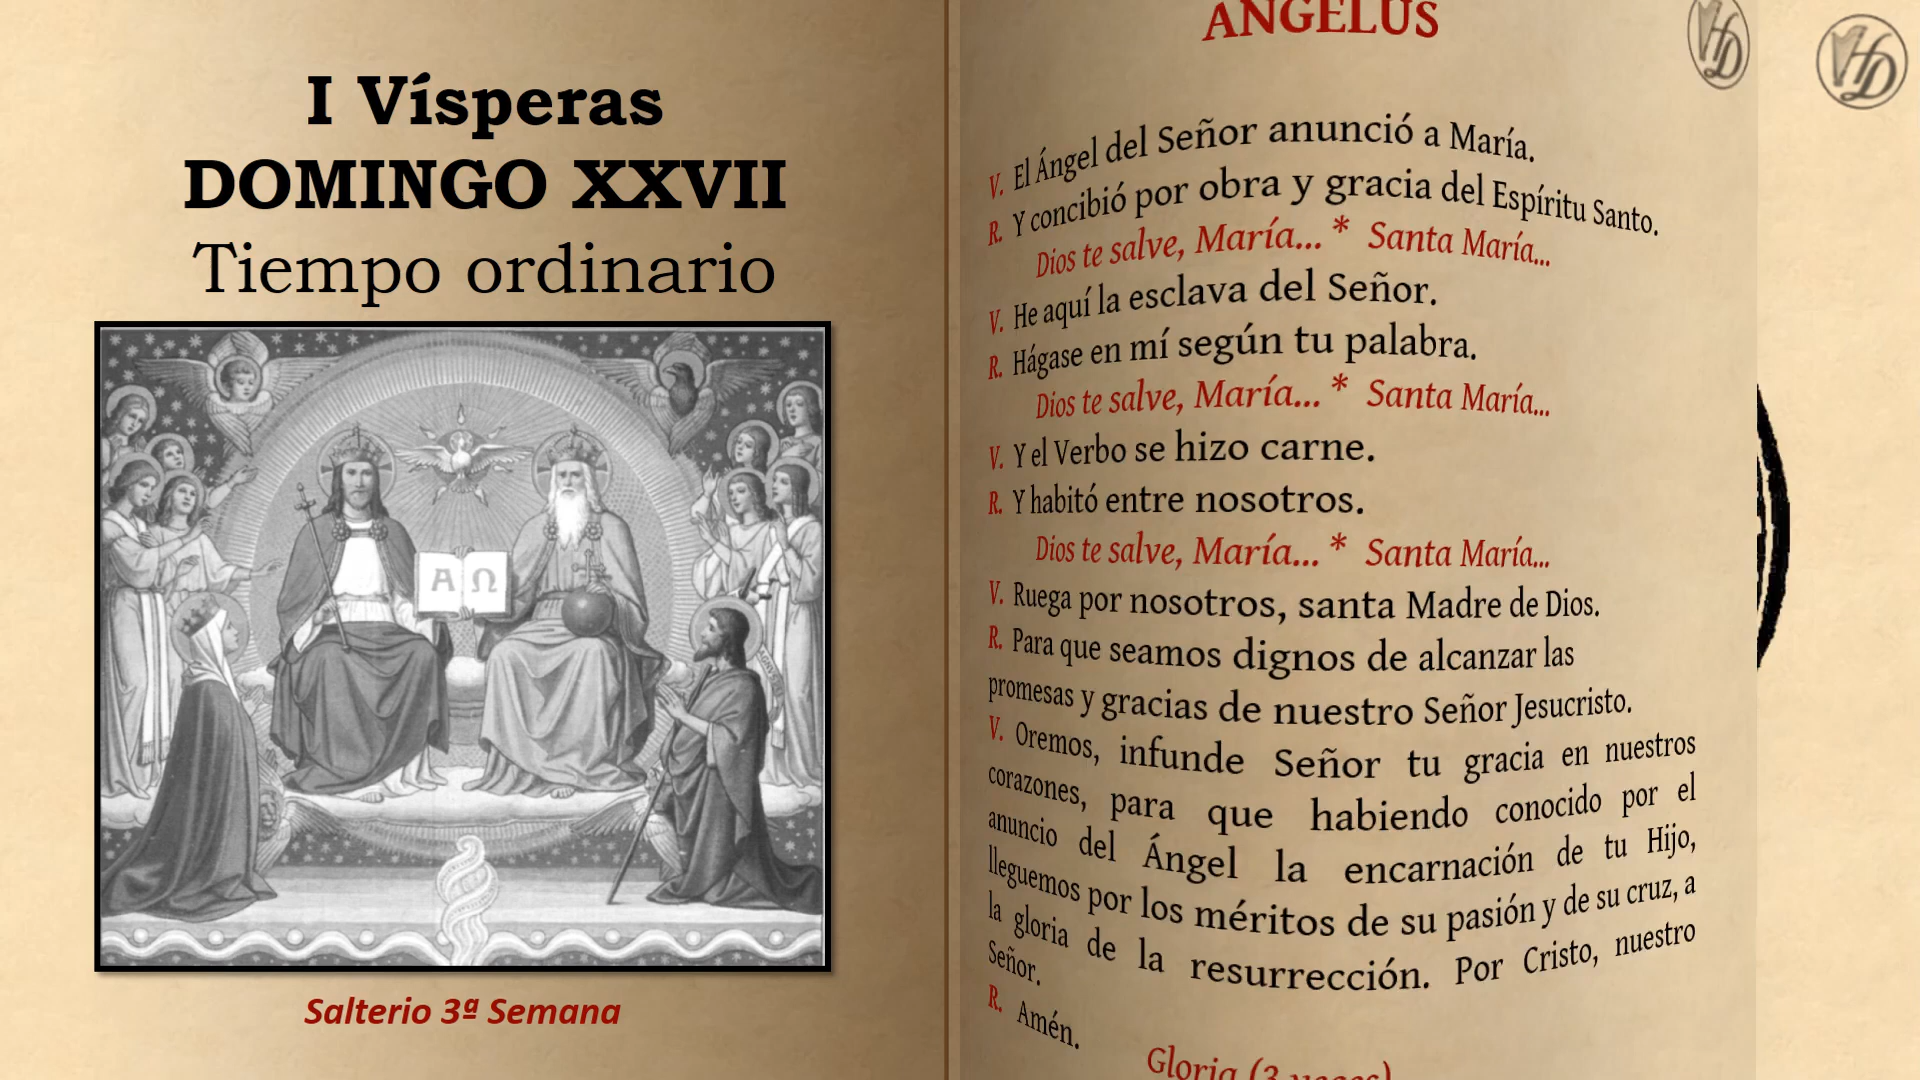 I Vísperas
DOMINGO XXVII
Tiempo ordinario
Α Ω
Salterio 3ª Semana
ANGELUS
V. El Ángel del Señor anunció a María.
R. Y concibió por obra y gracia del Espíritu Santo.
Dios te salve, María... * Santa María...
V. He aquí la esclava del Señor.
R. Hágase en mí según tu palabra.
Dios te salve, María... * Santa María...
V. Y el Verbo se hizo carne.
R. Y habitó entre nosotros.
Dios te salve, María... * Santa María...
V. Ruega por nosotros, santa Madre de Dios.
R. Para que seamos dignos de alcanzar las
promesas y gracias de nuestro Señor Jesucristo.
V. Oremos, infunde Señor tu gracia en nuestros
corazones, para que habiendo conocido por el
anuncio del Ángel la encarnación de tu Hijo,
lleguemos por los méritos de su pasión y de su cruz, a
la gloria de la resurrección. Por Cristo, nuestro
Señor.
R. Amén.
Gloria (3 veces)
HD
HD